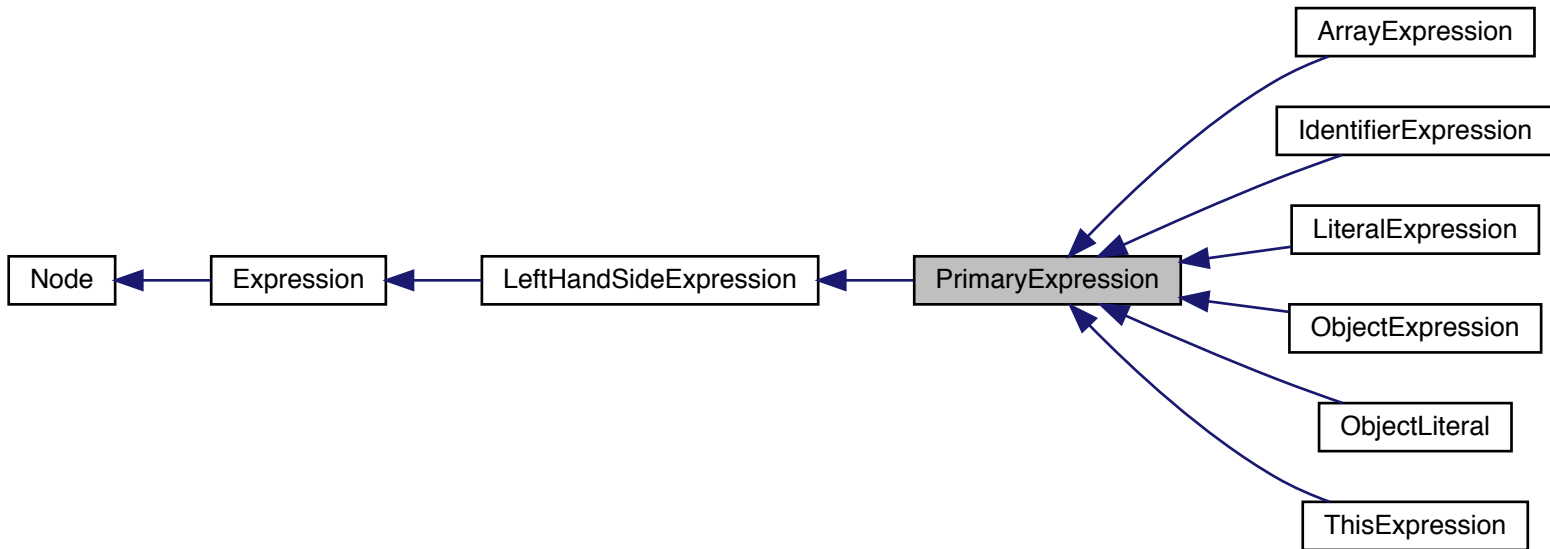 Node
Expression
LeftHandSideExpression
PrimaryExpression
ArrayExpression
IdentifierExpression
LiteralExpression
ObjectExpression
ObjectLiteral
ThisExpression